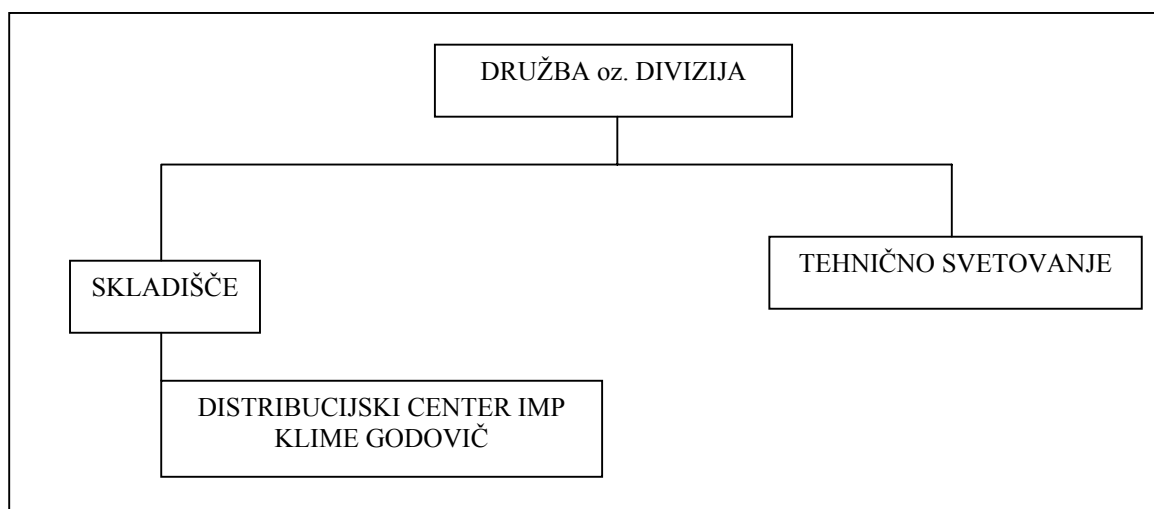 DRUŽBA oz. DIVIZIJA
SKLADIŠČE
TEHNIČNO SVETOVANJE
DISTRIBUCIJSKI CENTER IMP
KLIME GODOVIČ